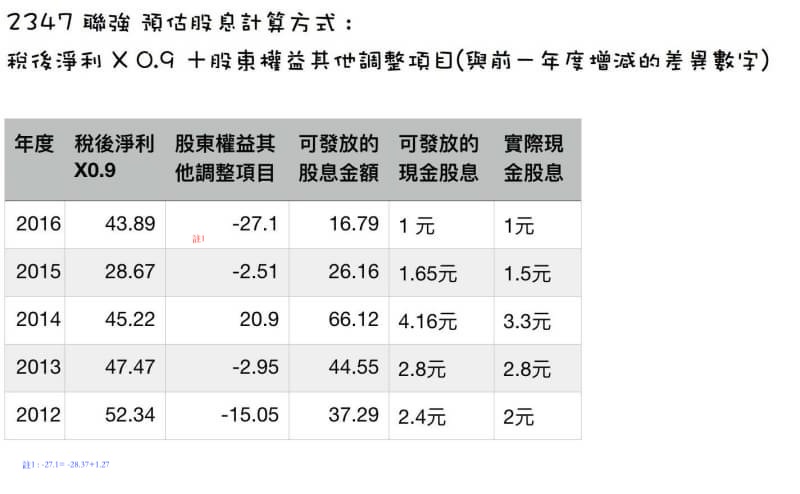 2347 聯強 預估股息計算方式：
稅後淨利 X 0.9 +股東權益其他調整項目(與前一年度增減的差異數字)
年度 稅後淨利X0.9 股東權益其他調整項目 可發放的股息金額 可發放的現金股息 實際現金股息
2016 43.89 -27.1 16.79 1 元 1元
註1
2015 28.67 -2.51 26.16 1.65元 1.5元
2014 45.22 20.9 66.12 4.16元 3.3元
2013 47.47 -2.95 44.55 2.8元 2.8元
2012 52.34 -15.05 37.29 2.4元 2元
註1 : -27.1= -28.37+1.27